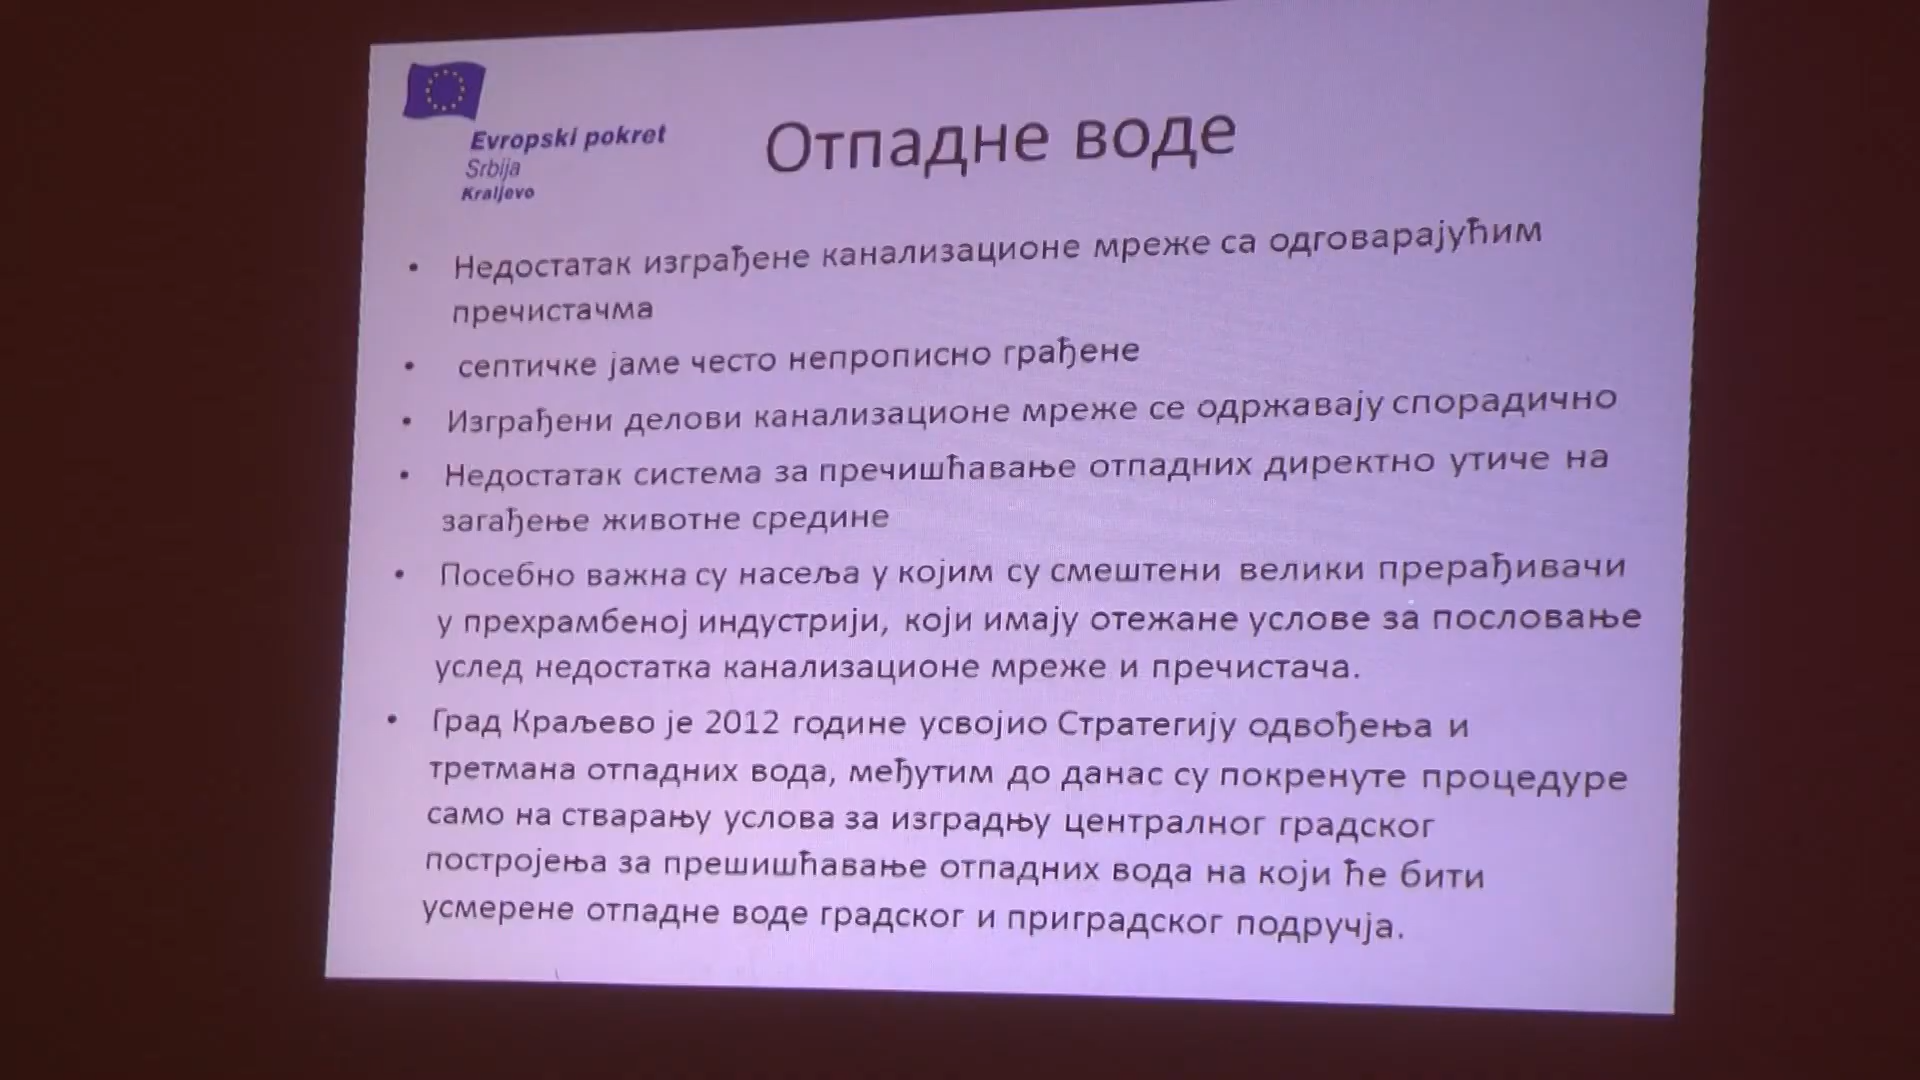 Evropski pokret
Srbija
Kraljevo
Отпадне воде
• Недостатак изграђене канализационе мреже са одговарајућим
пречистачма
• септичке јаме често непрописно грађене
• Изграђени делови канализационе мреже се одржавају спорадично
• Недостатак система за пречишћавање отпадних директно утиче на
загађење животне средине
• Посебно важна су насеља у којим су смештени велики прерађивачи
у прехрамбеној индустрији, који имају отежане услове за пословање
услед недостатка канализационе мреже и пречистача.
• Град Краљево је 2012 године усвојио Стратегију одвођења и
третмана отпадних вода, међутим до данас су покренуте процедуре
само на стварању услова за изградњу централног градског
постројења за прешишћавање отпадних вода на који ће бити
усмерене отпадне воде градског и приградског подручја.